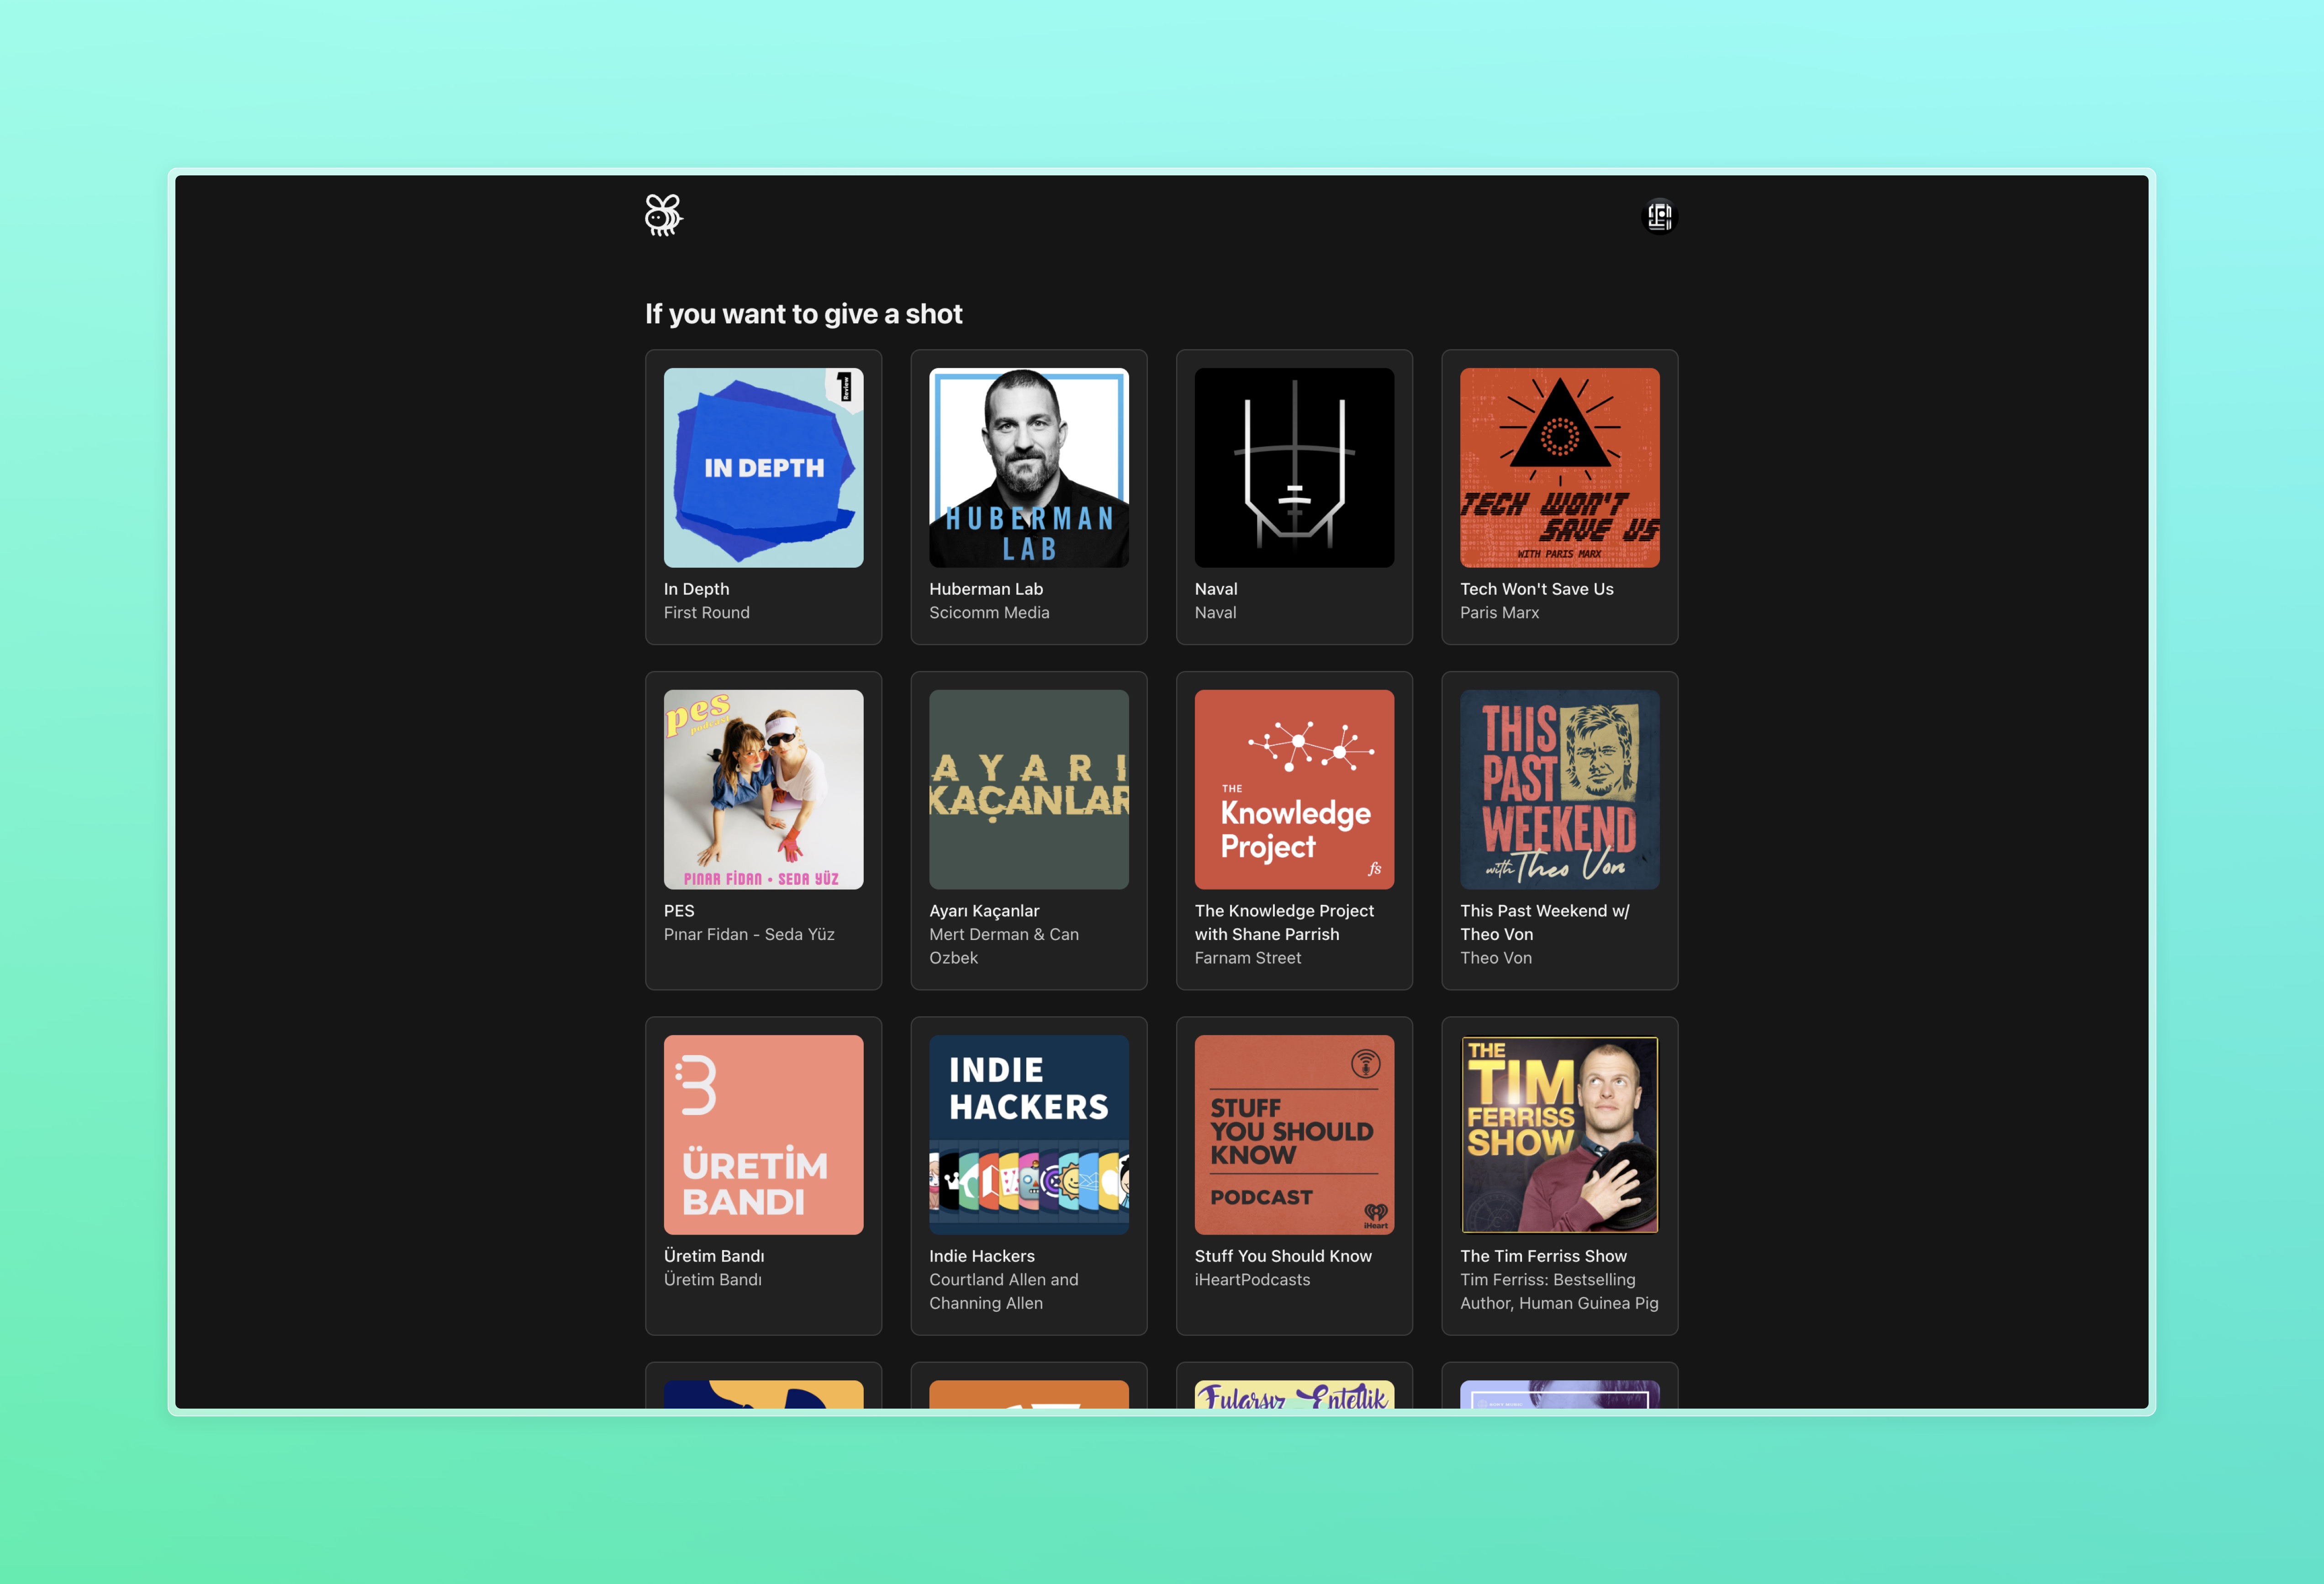 If you want to give a shot
Review
IN DEPTH
In Depth
First Round
HUBERMAN
LAB
Huberman Lab
Scicomm Media
Naval
Naval
TECH WON'T
SAVE US
WITH PARIS MARX
Tech Won't Save Us
Paris Marx
pes
podcast
PINAR FİDAN • SEDA YÜZ
PES
Pınar Fidan - Seda Yüz
AYARI
KAÇANLAR
Ayarı Kaçanlar
Mert Derman & Can
Ozbek
THE
Knowledge
Project
fs
The Knowledge Project
with Shane Parrish
Farnam Street
THIS
PAST
WEEKEND
with Theo Von
This Past Weekend w/
Theo Von
Theo Von
ÜRETİM
BANDI
Üretim Bandı
Üretim Bandı
INDIE
HACKERS
Indie Hackers
Courtland Allen and
Channing Allen
STUFF
YOU SHOULD
KNOW
PODCAST
iHeart
Stuff You Should Know
iHeartPodcasts
THE
TIM
FERRISS
SHOW
The Tim Ferriss Show
Tim Ferriss: Bestselling
Author, Human Guinea Pig
Fularsız Entellik